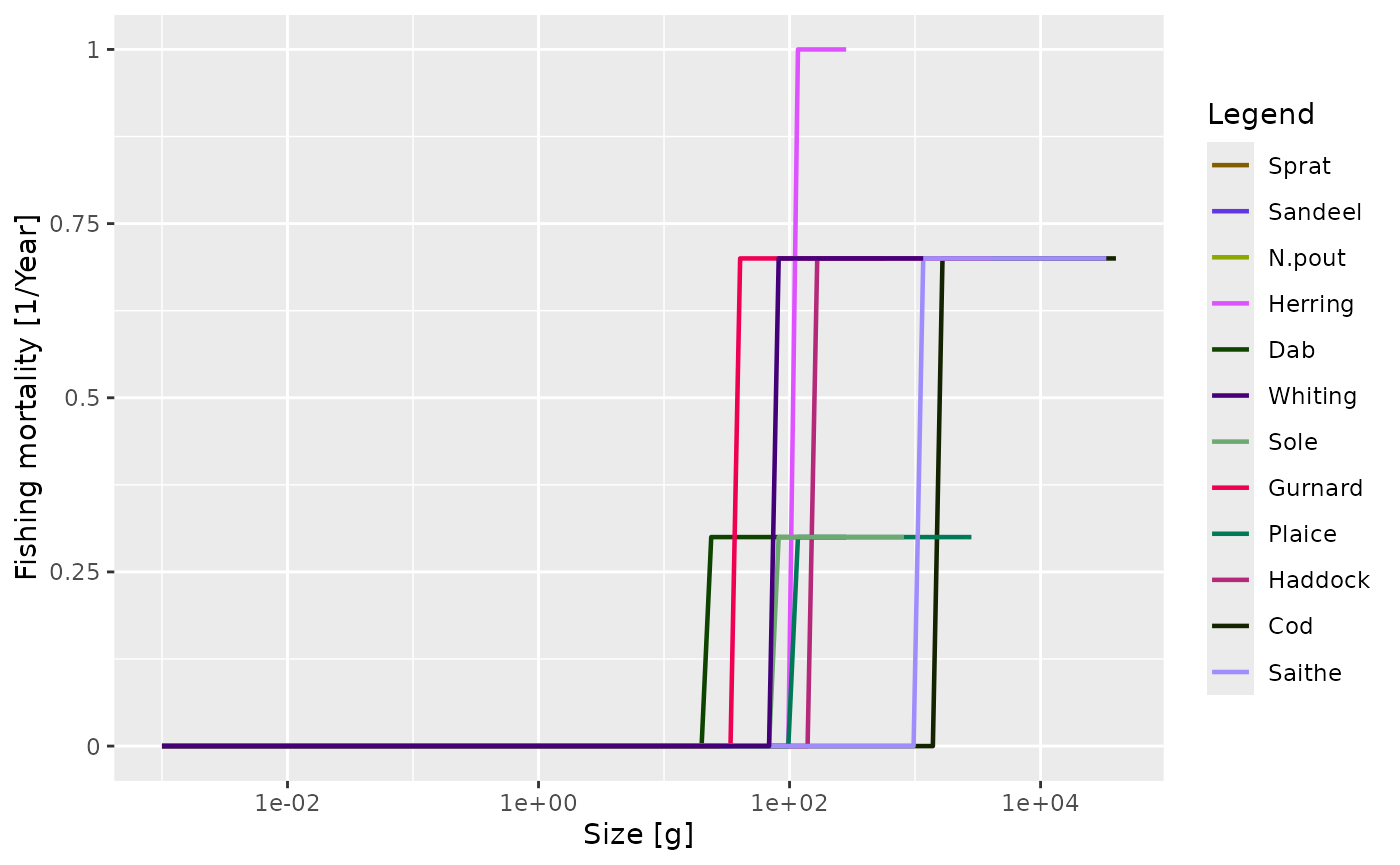 Fishing mortality [1/Year]
1
0.75
0.5
0.25
0
1e-02
1e+00
1e+02
1e+04
Size [g]
Legend
Sprat
Sandeel
N.pout
Herring
Dab
Whiting
Sole
Gurnard
Plaice
Haddock
Cod
Saithe